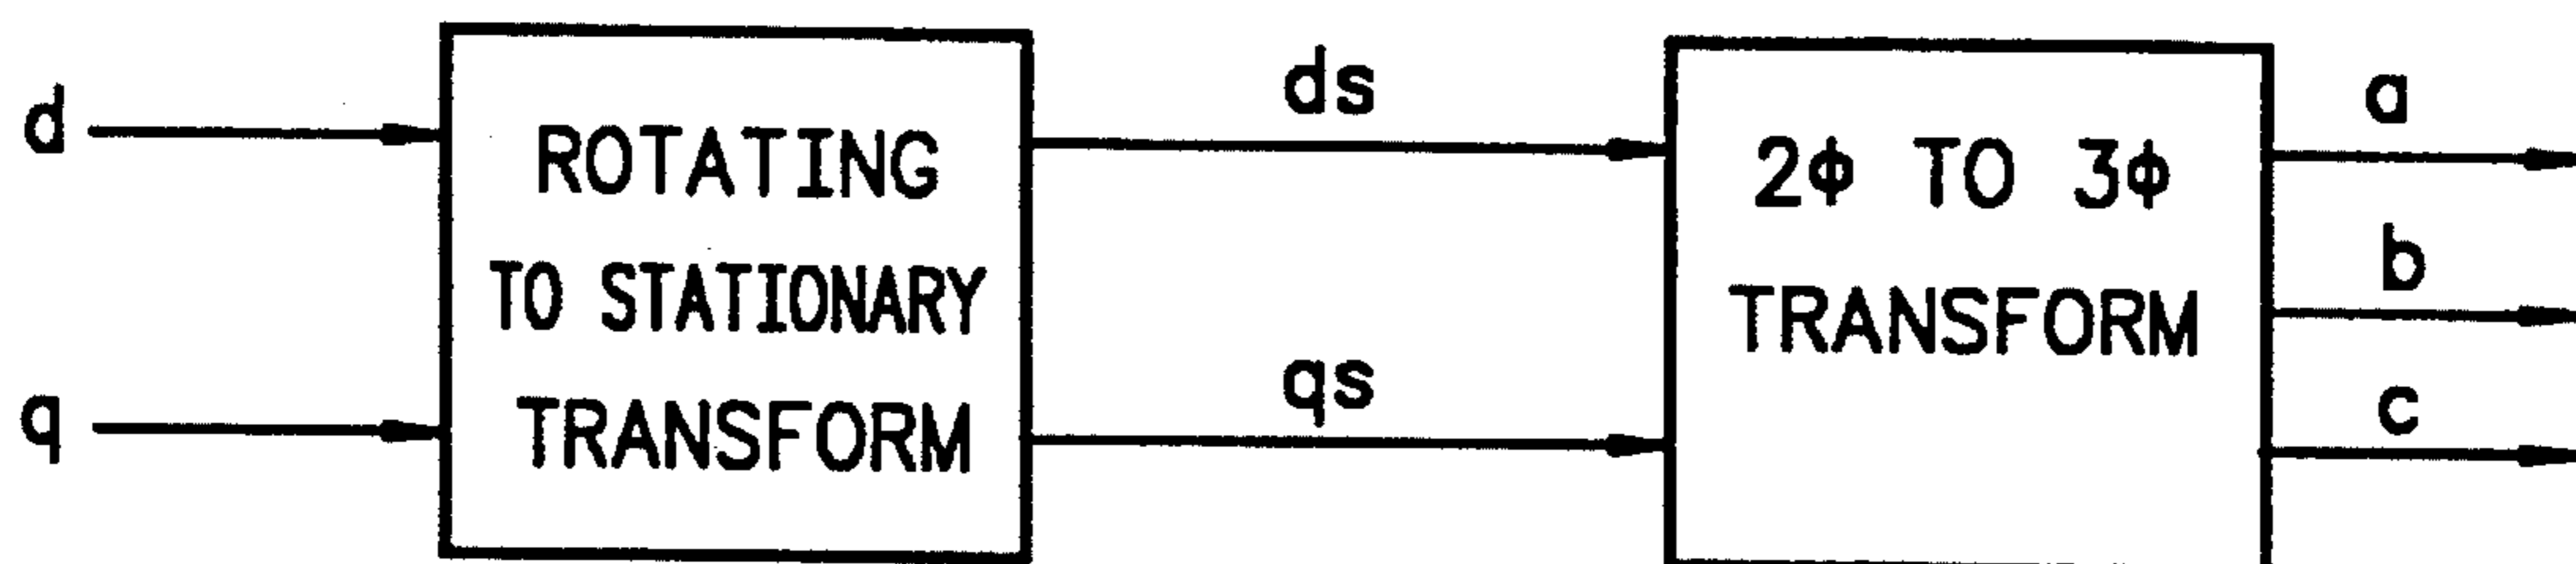 d
q
ROTATING
TO STATIONARY
TRANSFORM
ds
qs
2ϕ TO 3ϕ
TRANSFORM
a
b
c